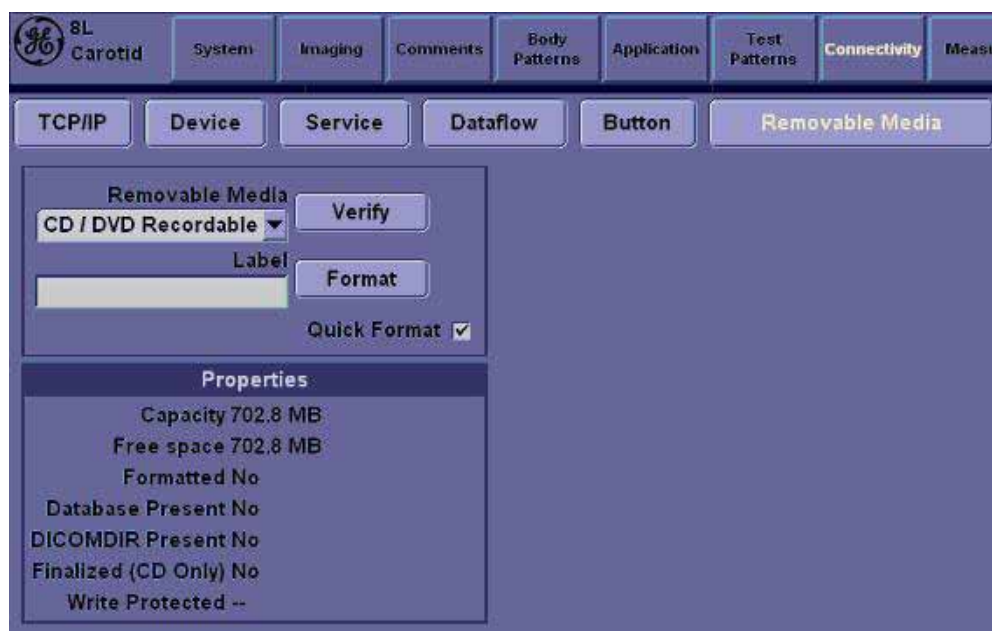 8L
Carotid
System
Imaging
Comments
Body
Patterns
Application
Test
Patterns
Connectivity
TCP/IP
Device
Service
Dataflow
Button
Removable Media
Removable Media
CD / DVD Recordable
Verify
Label
Format
Quick Format
Properties
Capacity 702.8 MB
Free space 702.8 MB
Formatted No
Database Present No
DICOMDIR Present No
Finalized (CD Only) No
Write Protected --